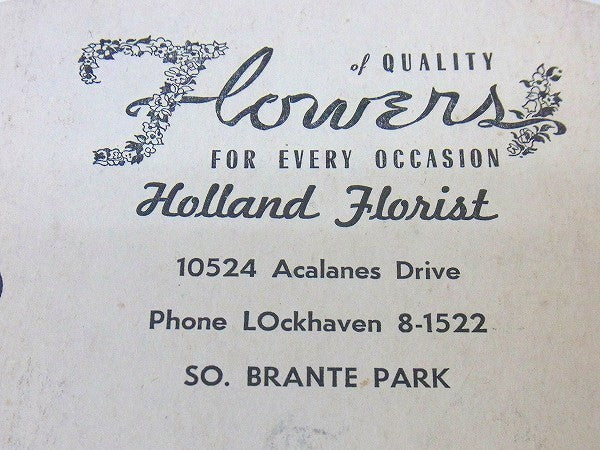 of QUALITY
Flowers
FOR EVERY OCCASION
Holland Florist
10524 Acalanes Drive
Phone LOckhaven 8-1522
SO. BRANTE PARK